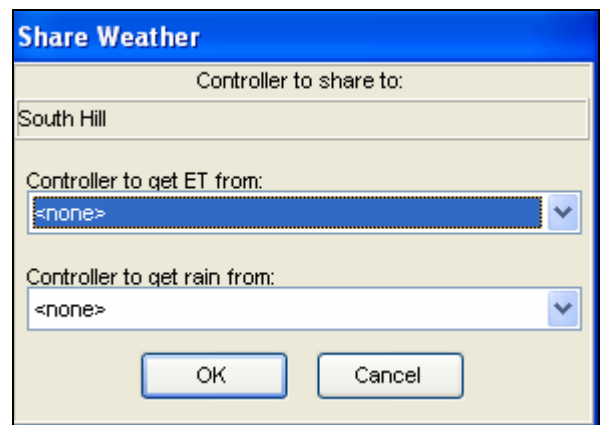 Share Weather
Controller to share to:
South Hill
Controller to get ET from:
<none>
Controller to get rain from:
<none>
OK
Cancel